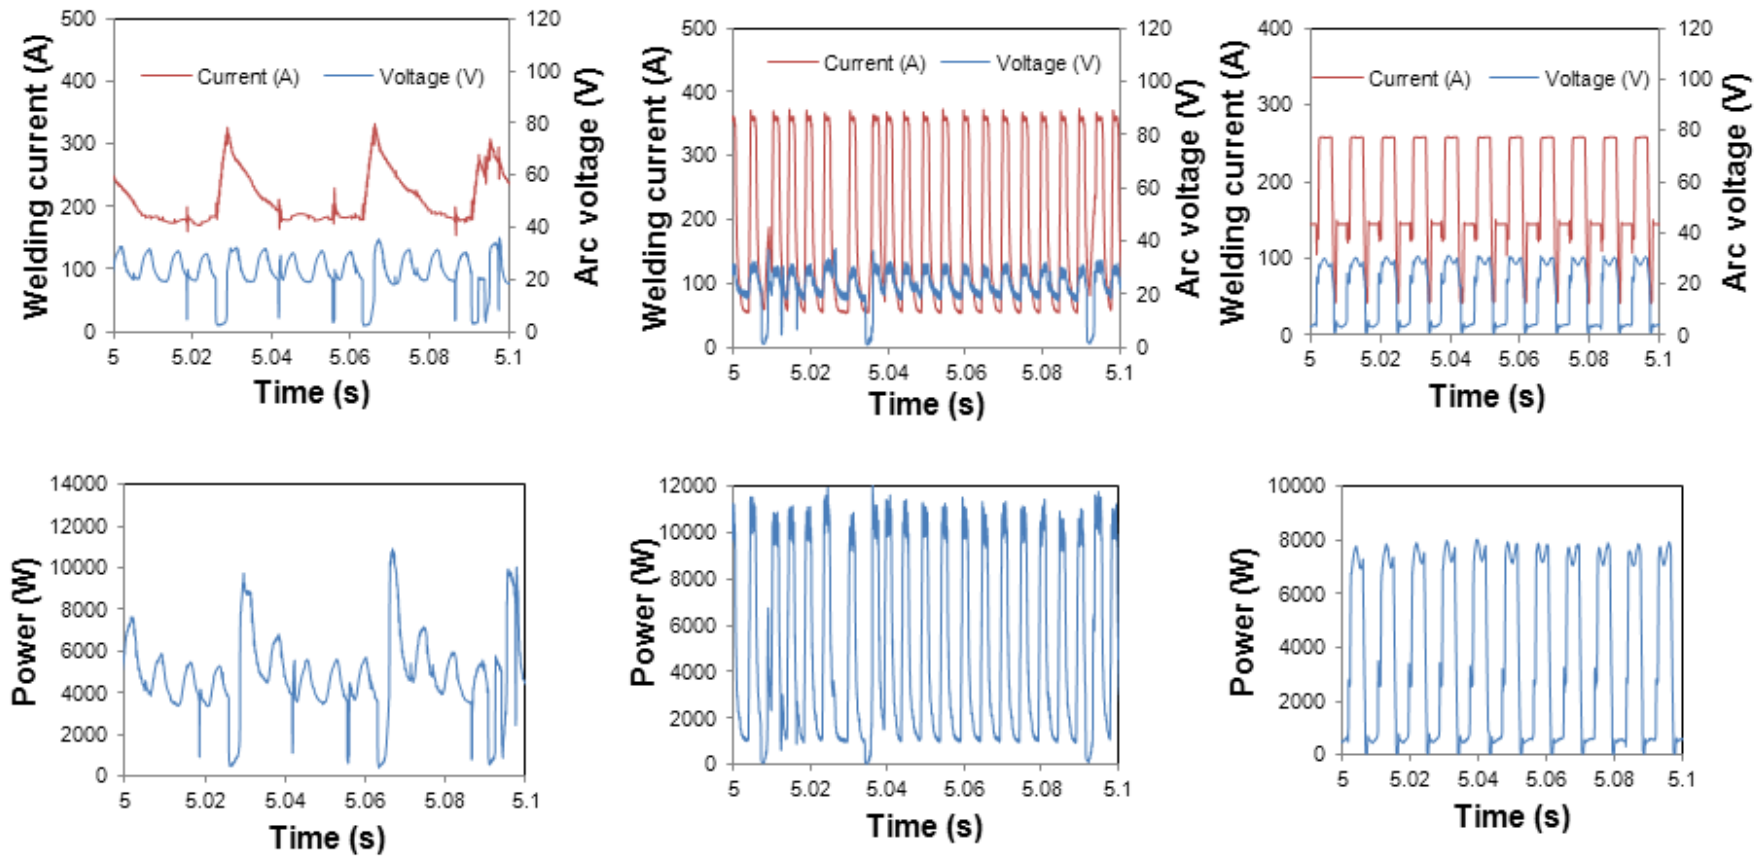 Welding current (A)
500
400
300
200
100
0
Current (A) Voltage (V)
120
100
80
60
40
20
0
Arc voltage (V)
5 5.02 5.04 5.06 5.08 5.1
Time (s)
Welding current (A)
500
400
300
200
100
0
Current (A) Voltage (V)
120
100
80
60
40
20
0
Arc voltage (V)
5 5.02 5.04 5.06 5.08 5.1
Time (s)
Welding current (A)
400
300
200
100
0
Current (A) Voltage (V)
120
100
80
60
40
20
0
Arc voltage (V)
5 5.02 5.04 5.06 5.08 5.1
Time (s)
Power (W)
14000
12000
10000
8000
6000
4000
2000
0
5 5.02 5.04 5.06 5.08 5.1
Time (s)
Power (W)
12000
10000
8000
6000
4000
2000
0
5 5.02 5.04 5.06 5.08 5.1
Time (s)
Power (W)
10000
8000
6000
4000
2000
0
5 5.02 5.04 5.06 5.08 5.1
Time (s)